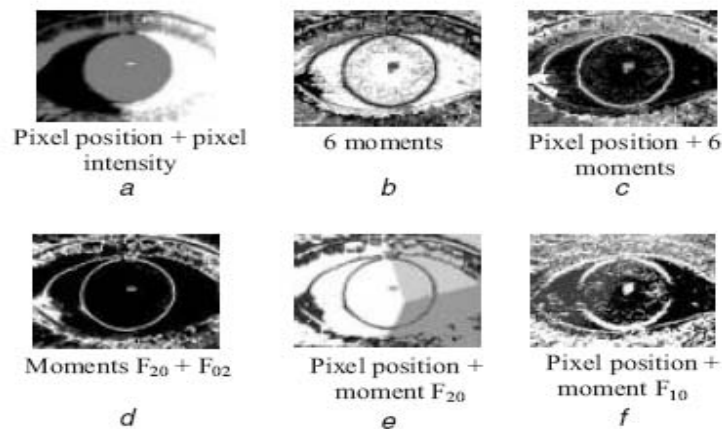 Pixel position + pixel
intensity
a
6 moments
b
Pixel position + 6
moments
c
Moments F₂₀ + F₀₂
d
Pixel position +
moment F₂₀
e
Pixel position +
moment F₁₀
f